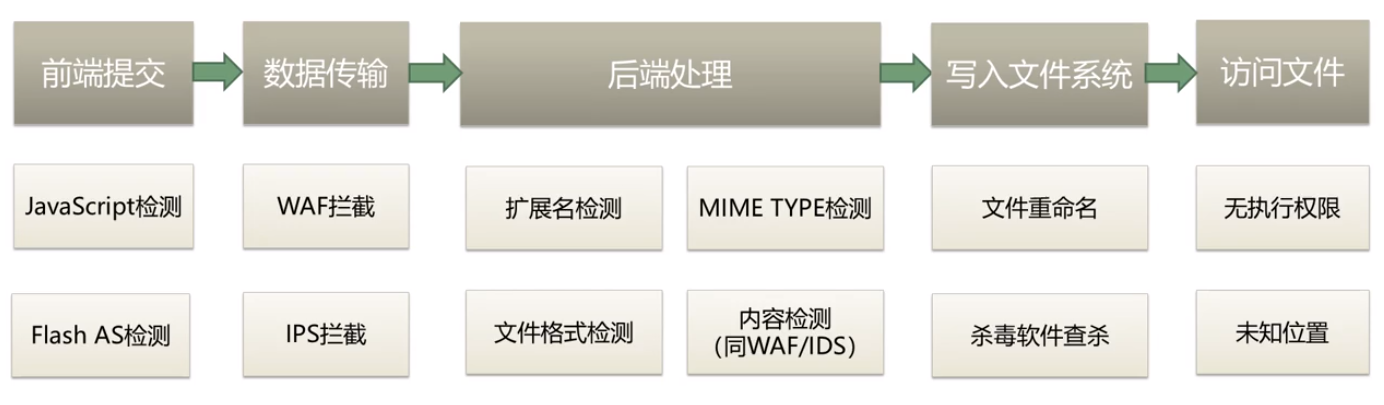 前端提交
数据传输
后端处理
写入文件系统
访问文件
JavaScript检测
WAF拦截
扩展名检测
MIME TYPE检测
文件重命名
无执行权限
Flash AS检测
IPS拦截
文件格式检测
内容检测
（同WAF/IDS）
杀毒软件查杀
未知位置